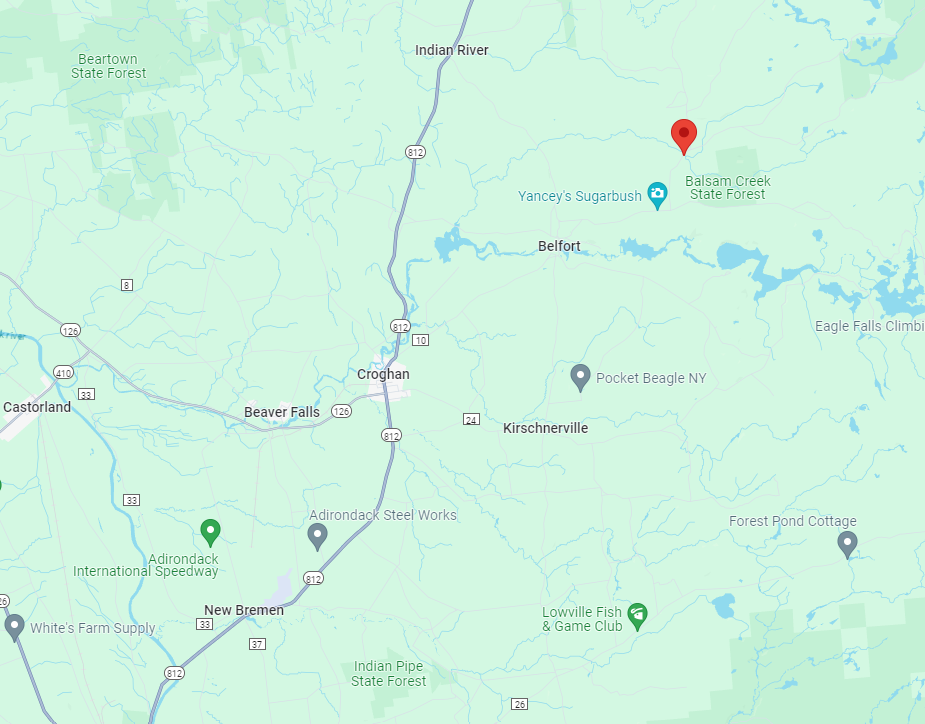 Indian River
Beartown
State Forest
812
Balsam Creek
State Forest
Yancey's Sugarbush
Belfort
8
126
812
10
Eagle Falls Climbi
410
33
Croghan
Pocket Beagle NY
Castorland
Beaver Falls
126
24
Kirschnerville
812
33
Adirondack Steel Works
Forest Pond Cottage
Adirondack
International Speedway
812
26
New Bremen
33
Lowville Fish
& Game Club
White's Farm Supply
37
812
Indian Pipe
State Forest
26